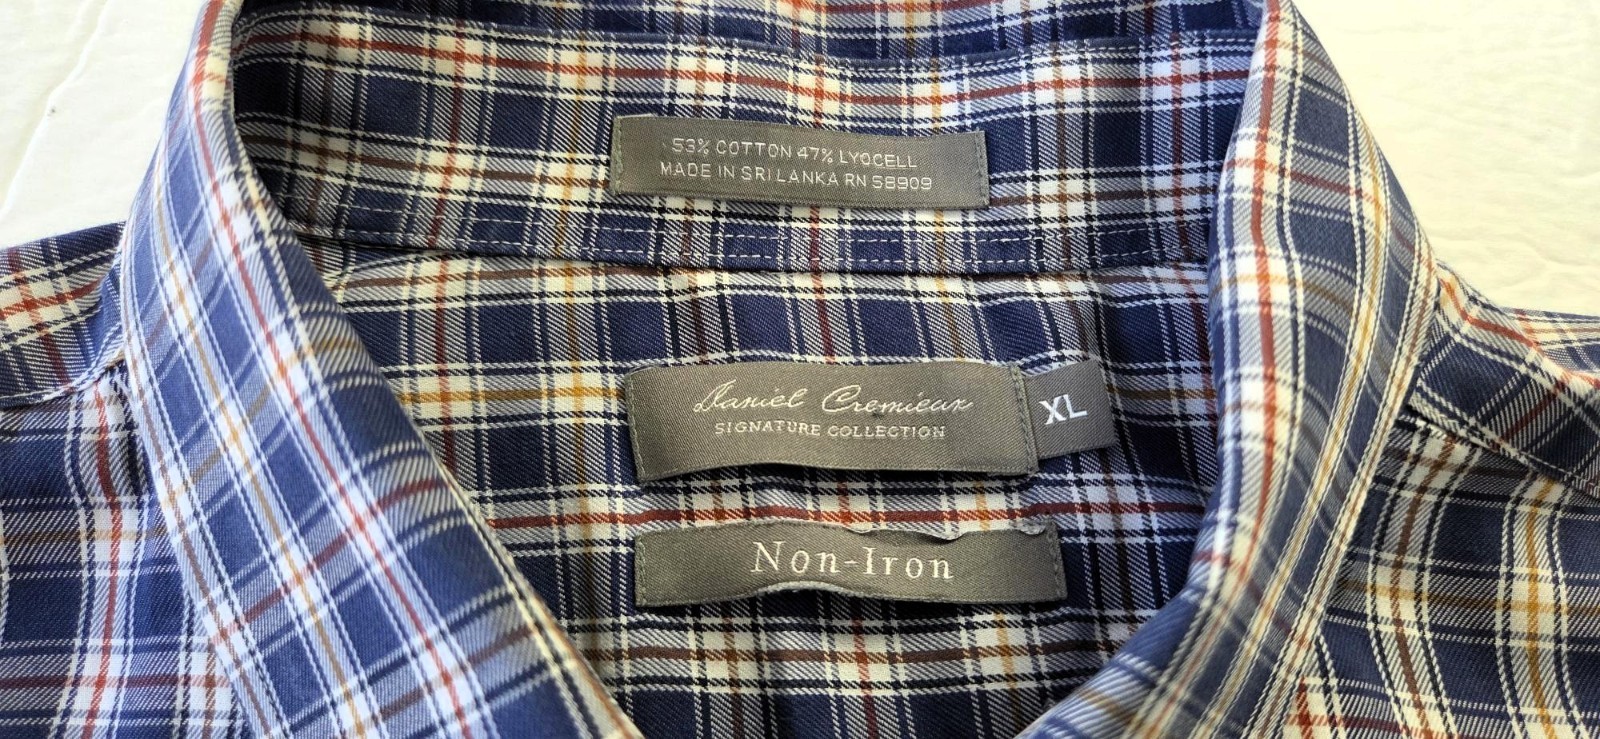 53% COTTON 47% LYOCELL
MADE IN SRI LANKA RN 58909
Daniel Cremieux
SIGNATURE COLLECTION
XL
Non-Iron